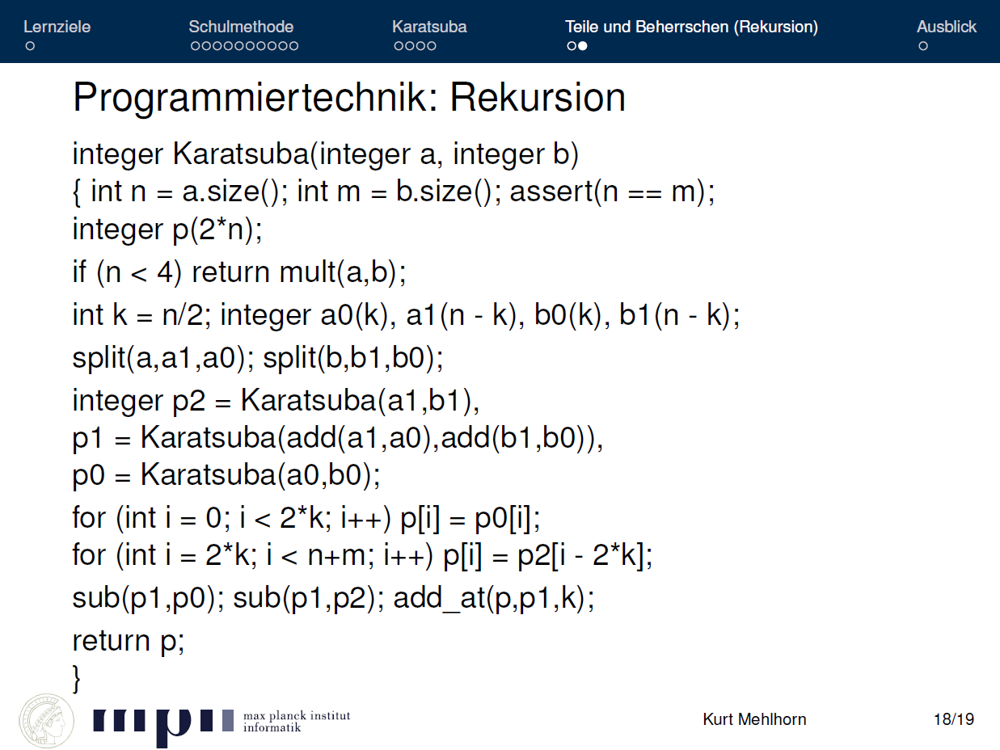 Lernziele
Schulmethode
Karatsuba
Teile und Beherrschen (Rekursion)
Ausblick
Programmiertechnik: Rekursion
integer Karatsuba(integer a, integer b)
{ int n = a.size(); int m = b.size(); assert(n == m);
integer p(2*n);
if (n < 4) return mult(a,b);
int k = n/2; integer a0(k), a1(n - k), b0(k), b1(n - k);
split(a,a1,a0); split(b,b1,b0);
integer p2 = Karatsuba(a1,b1),
p1 = Karatsuba(add(a1,a0),add(b1,b0)),
p0 = Karatsuba(a0,b0);
for (int i = 0; i < 2*k; i++) p[i] = p0[i];
for (int i = 2*k; i < n+m; i++) p[i] = p2[i - 2*k];
sub(p1,p0); sub(p1,p2); add_at(p,p1,k);
return p;
}
max planck institut
informatik
Kurt Mehlhorn
18/19